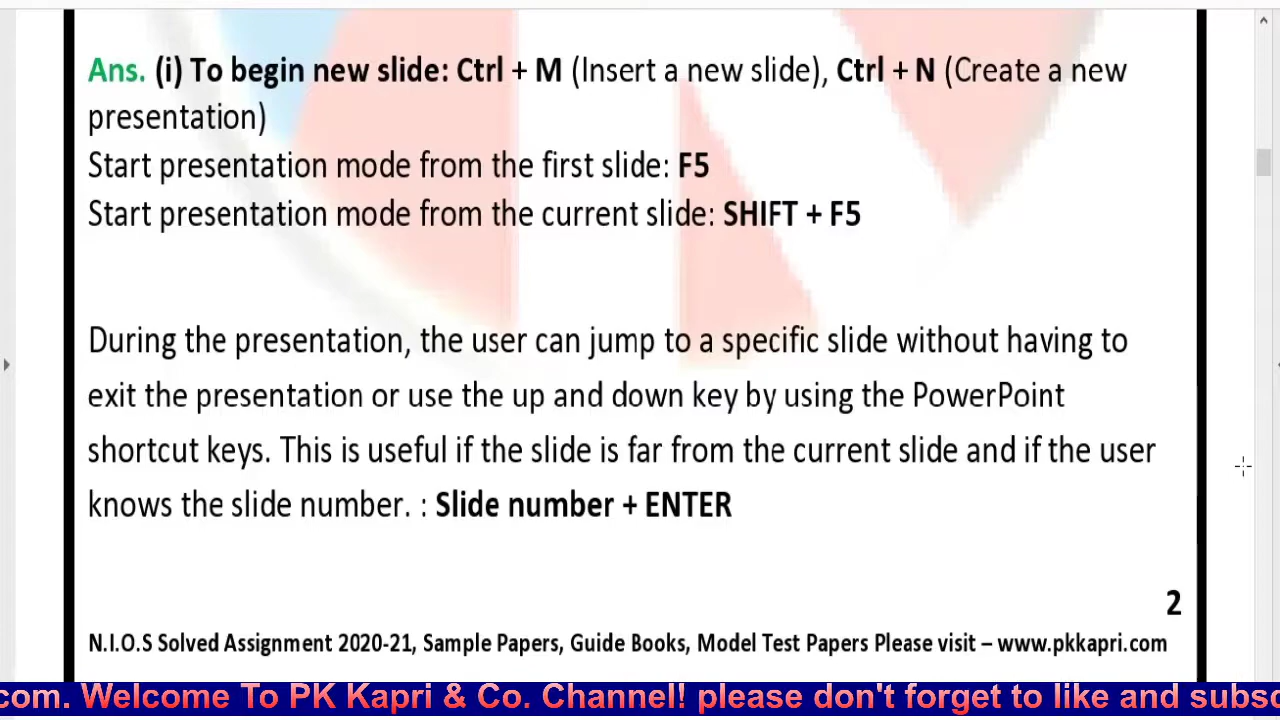 Ans. (i) To begin new slide: Ctrl + M (Insert a new slide), Ctrl + N (Create a new
presentation)
Start presentation mode from the first slide: F5
Start presentation mode from the current slide: SHIFT + F5
During the presentation, the user can jump to a specific slide without having to
exit the presentation or use the up and down key by using the PowerPoint
shortcut keys. This is useful if the slide is far from the current slide and if the user
knows the slide number. : Slide number + ENTER
2
N.I.O.S Solved Assignment 2020-21, Sample Papers, Guide Books, Model Test Papers Please visit – www.pkkapri.com
com. Welcome To PK Kapri & Co. Channel! please don't forget to like and subsc